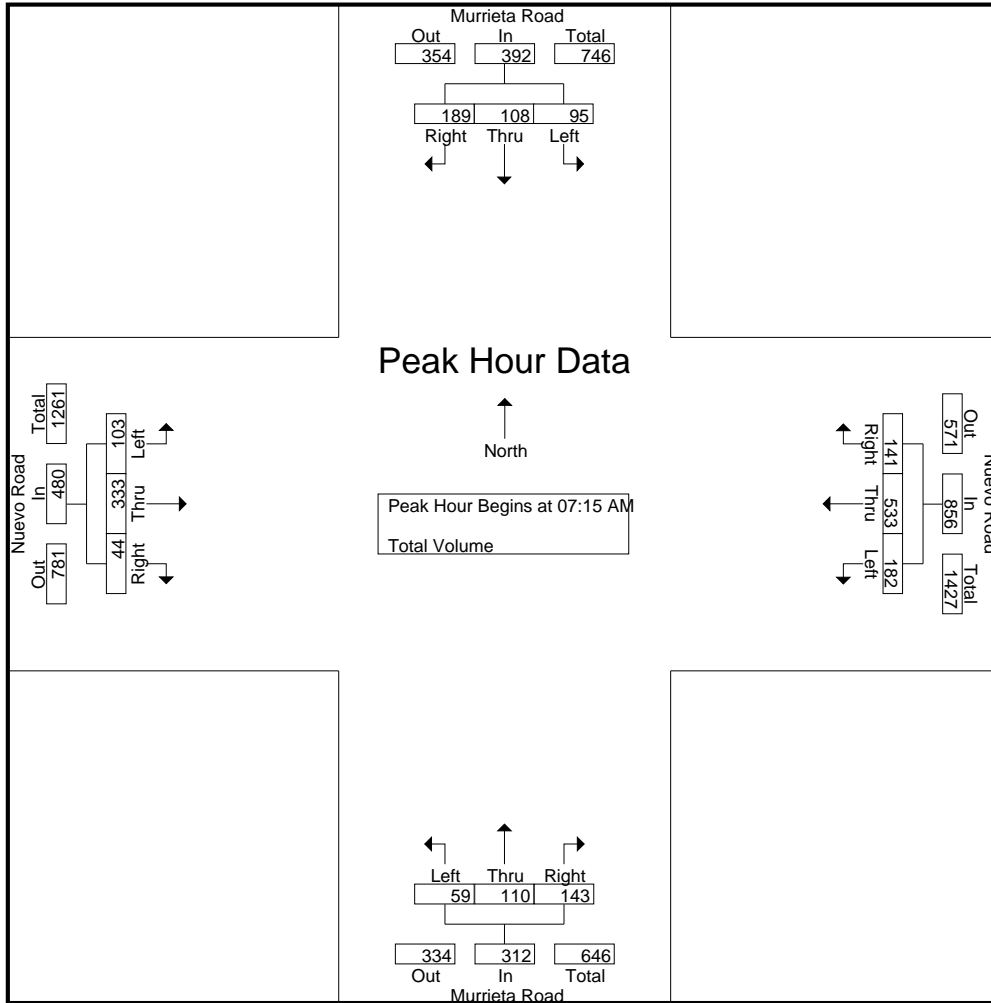 Murrieta Road
Out In Total
354 392 746
189 108 95
Right Thru Left
Peak Hour Data
North
Peak Hour Begins at 07:15 AM
Total Volume
Nuevo Road
Total In Out
1261 480 781
103 333 44
Left Thru Right
Nuevo Road
Out In Total
571 856 1427
141 533 182
Right Thru Left
Left Thru Right
59 110 143
334 312 646
Out In Total
Murrieta Road